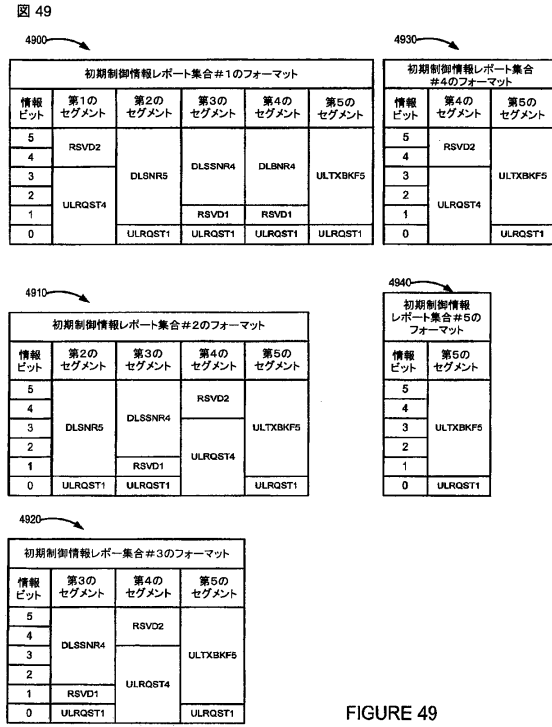 図 49
4900
初期制御情報レポート集合#1のフォーマット
情報ビット 第1のセグメント 第2のセグメント 第3のセグメント 第4のセグメント 第5のセグメント
5
4
3
2
1
0
RSVD2
ULRQST4
DLSNR5
ULRQST1
DLSSNR4
RSVD1
ULRQST1
DLBNR4
RSVD1
ULRQST1
ULTXBKF5
ULRQST1
4930
初期制御情報レポート集合
#4のフォーマット
情報ビット 第4のセグメント 第5のセグメント
5
4
3
2
1
0
RSVD2
ULRQST4
ULTXBKF5
ULRQST1
4910
初期制御情報レポート集合#2のフォーマット
情報ビット 第2のセグメント 第3のセグメント 第4のセグメント 第5のセグメント
5
4
3
2
1
0
DLSNR5
ULRQST1
DLSSNR4
RSVD1
ULRQST1
RSVD2
ULRQST4
ULTXBKF5
ULRQST1
4940
初期制御情報
レポート集合#5の
フォーマット
情報ビット 第5のセグメント
5
4
3
2
1
0
ULTXBKF5
ULRQST1
4920
初期制御情報レポー集合#3のフォーマット
情報ビット 第3のセグメント 第4のセグメント 第5のセグメント
5
4
3
2
1
0
DLSSNR4
RSVD1
ULRQST1
RSVD2
ULRQST4
ULTXBKF5
ULRQST1
FIGURE 49